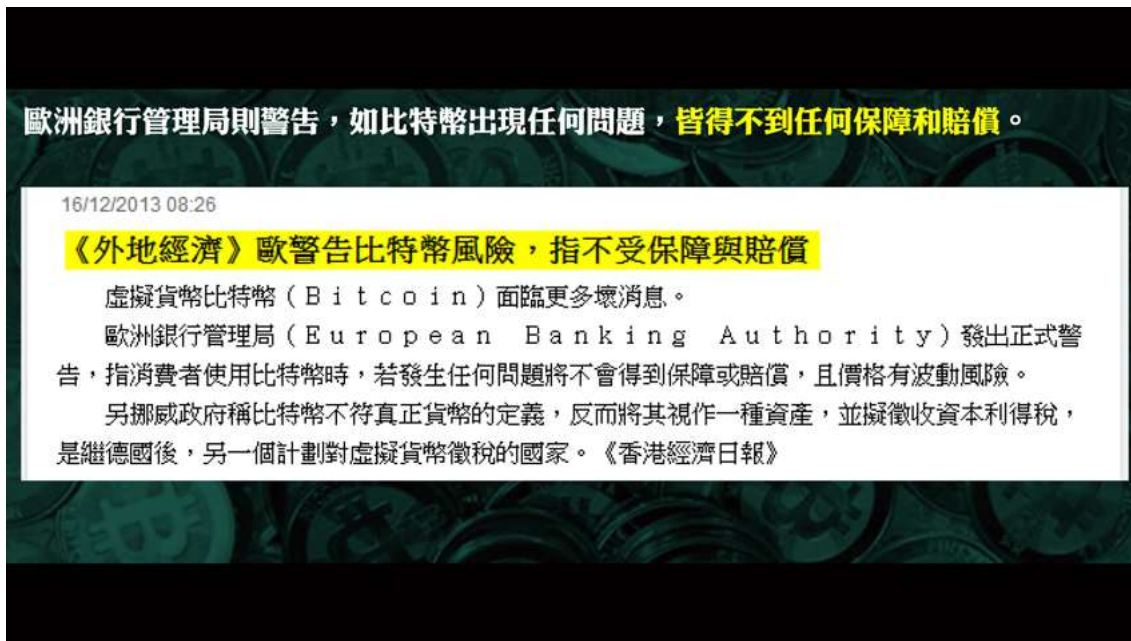 歐洲銀行管理局則警告，如比特幣出現任何問題，皆得不到任何保障和賠償。
16/12/2013 08:26
《外地經濟》歐警告比特幣風險，指不受保障與賠償
虛擬貨幣比特幣（Ｂｉｔｃｏｉｎ）面臨更多壞消息。
歐洲銀行管理局（Ｅｕｒｏｐｅａｎ　Ｂａｎｋｉｎｇ　Ａｕｔｈｏｒｉｔｙ）發出正式警
告，指消費者使用比特幣時，若發生任何問題將不會得到保障或賠償，且價格有波動風險。
另挪威政府稱比特幣不符真正貨幣的定義，反而將其視作一種資產，並擬徵收資本利得稅，
是繼德國後，另一個計劃對虛擬貨幣徵稅的國家。《香港經濟日報》